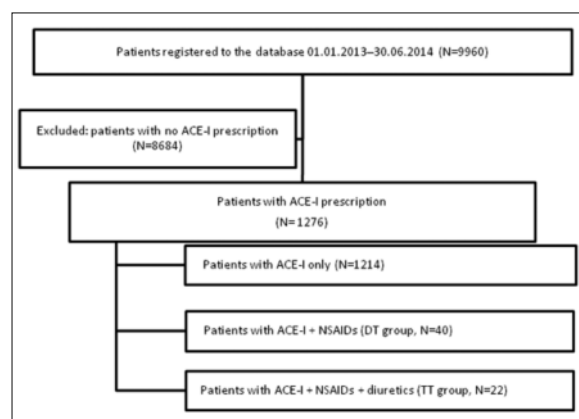 Patients registered to the database 01.01.2013–30.06.2014 (N=9960)
Excluded: patients with no ACE-I prescription
(N=8684)
Patients with ACE-I prescription
(N=1276)
Patients with ACE-I only (N=1214)
Patients with ACE-I + NSAIDs (DT group, N=40)
Patients with ACE-I + NSAIDs + diuretics (TT group, N=22)